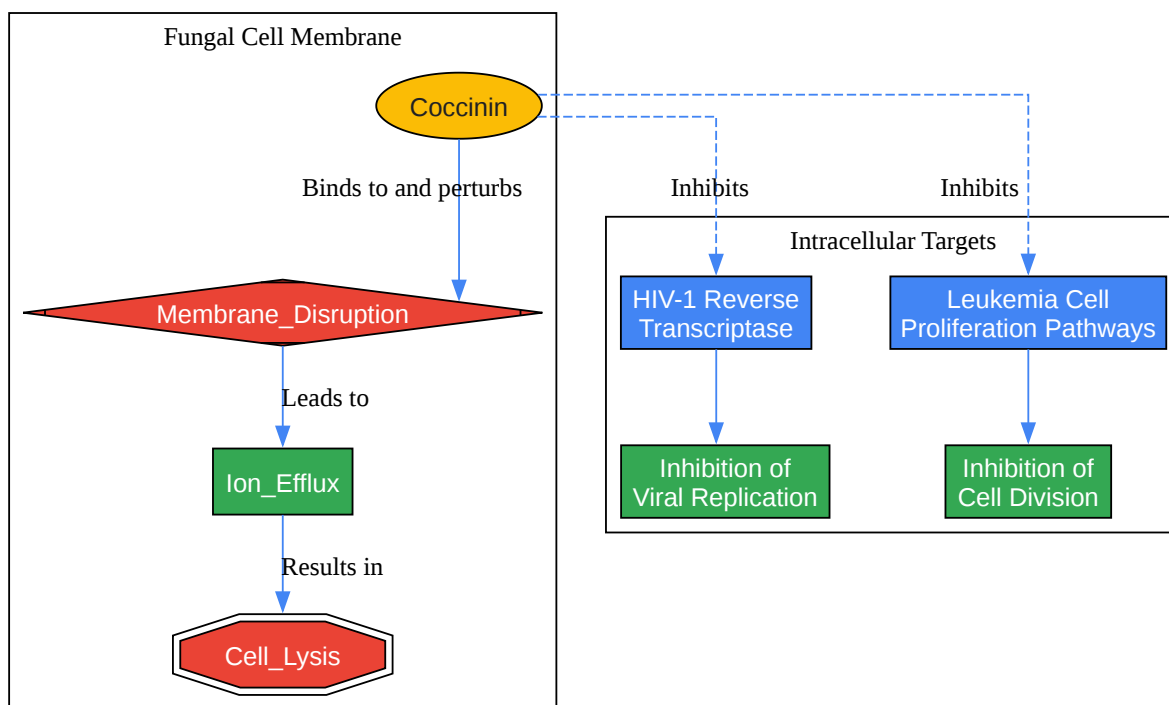 Fungal Cell Membrane
Coccinin
Binds to and perturbs
Inhibits
Inhibits
Intracellular Targets
Membrane_Disruption
HIV-1 Reverse
Transcriptase
Leukemia Cell
Proliferation Pathways
Leads to
Ion_Efflux
Inhibition of
Viral Replication
Inhibition of
Cell Division
Results in
Cell_Lysis